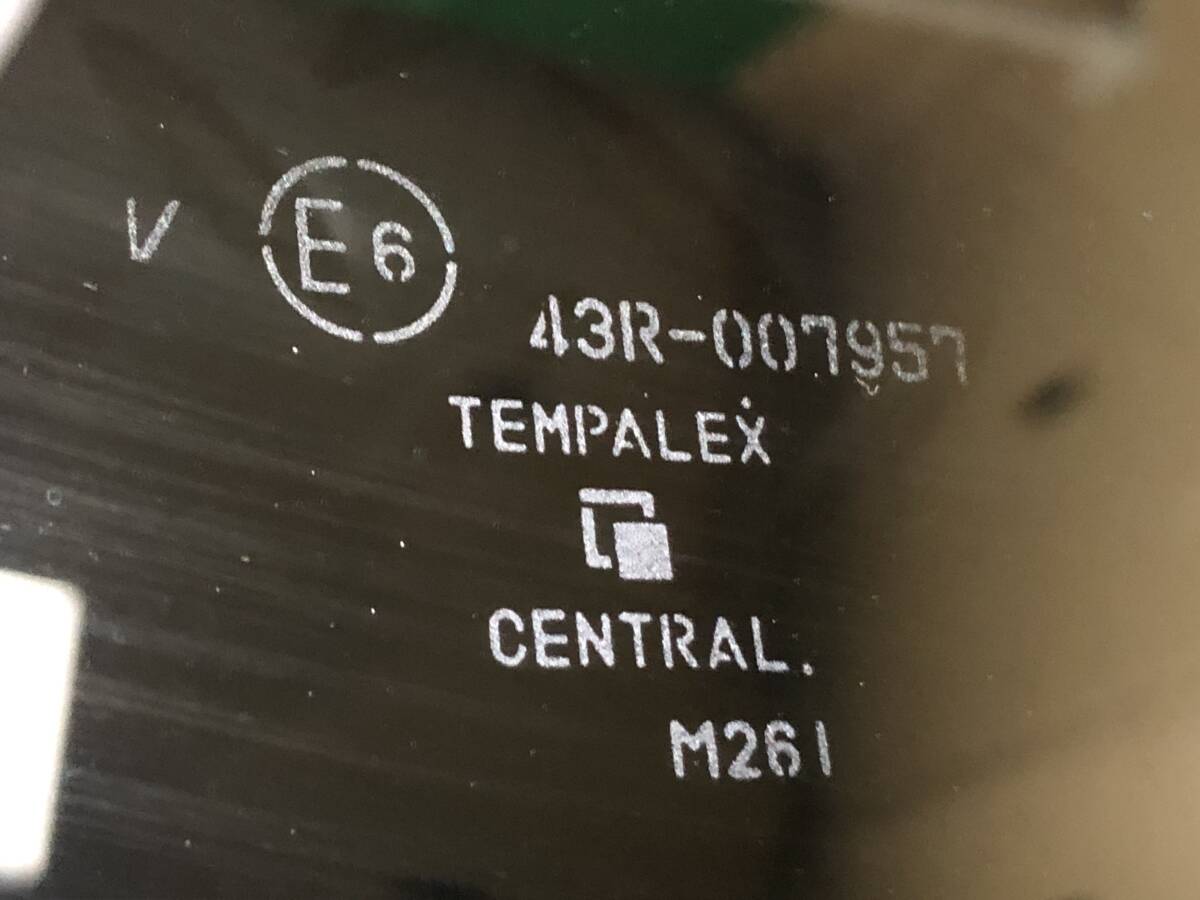 V E6
43R-007957
TEMPALEX
CENTRAL.
M261